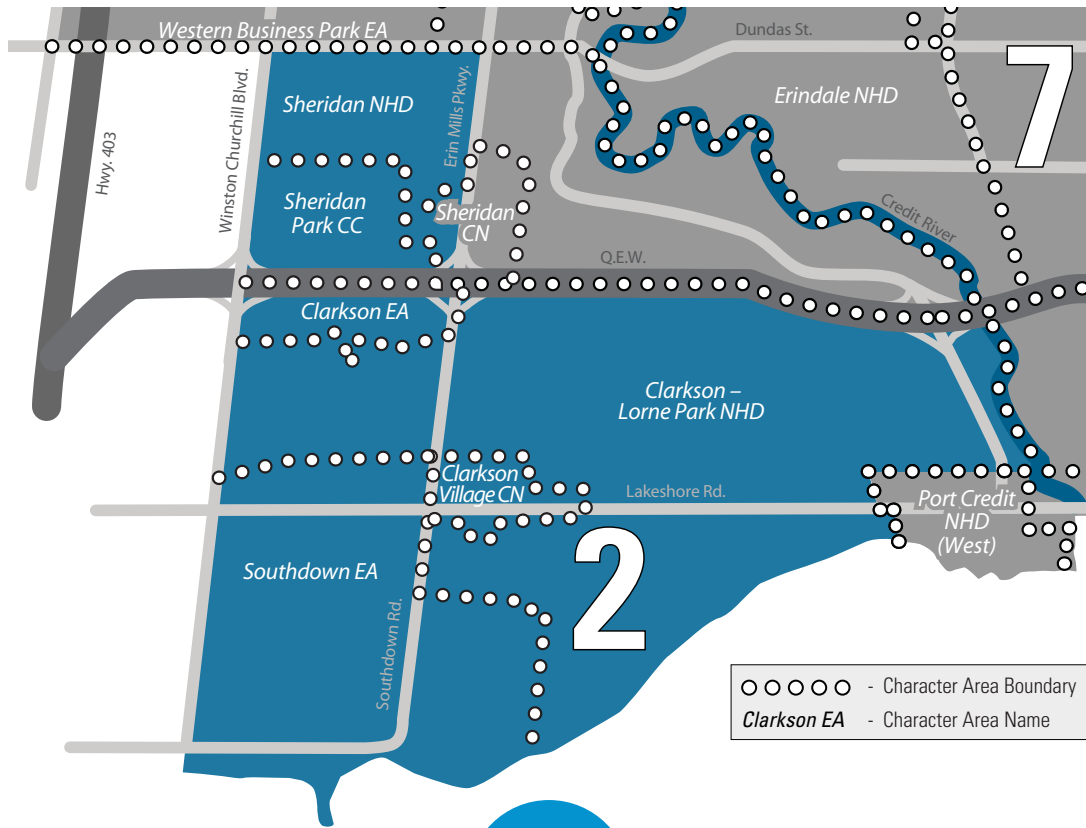 Western Business Park EA
Dundas St.
7
Sheridan NHD
Erindale NHD
Hwy. 403
Winston Churchill Blvd.
Erin Mills Pkwy.
Sheridan
Park CC
Sheridan
CN
Credit River
Q.E.W.
Clarkson EA
Clarkson –
Lorne Park NHD
Clarkson
Village CN
Lakeshore Rd.
Port Credit
NHD
(West)
Southdown EA
2
Southdown Rd.
- Character Area Boundary
Clarkson EA - Character Area Name